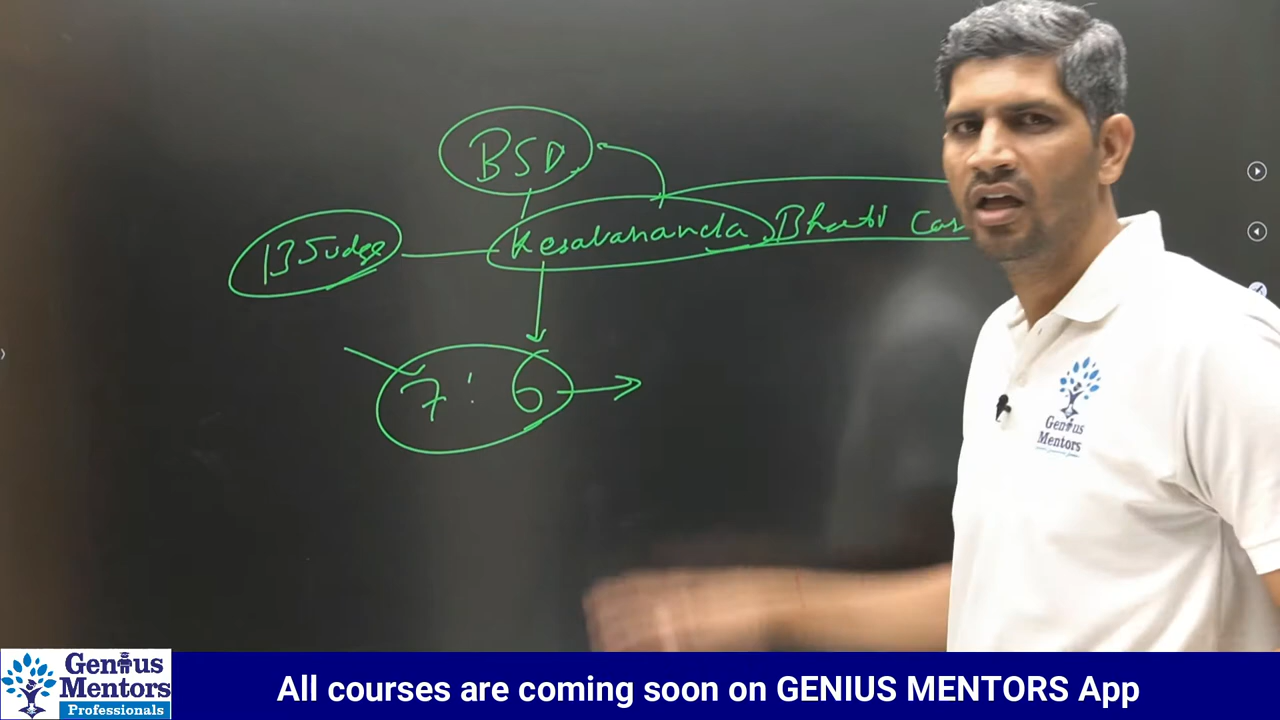 BSD
13 Judge
Kesavananda Bharti Cas
7 : 6
Genius
Mentors
Genius
Mentors
Professionals
All courses are coming soon on GENIUS MENTORS App